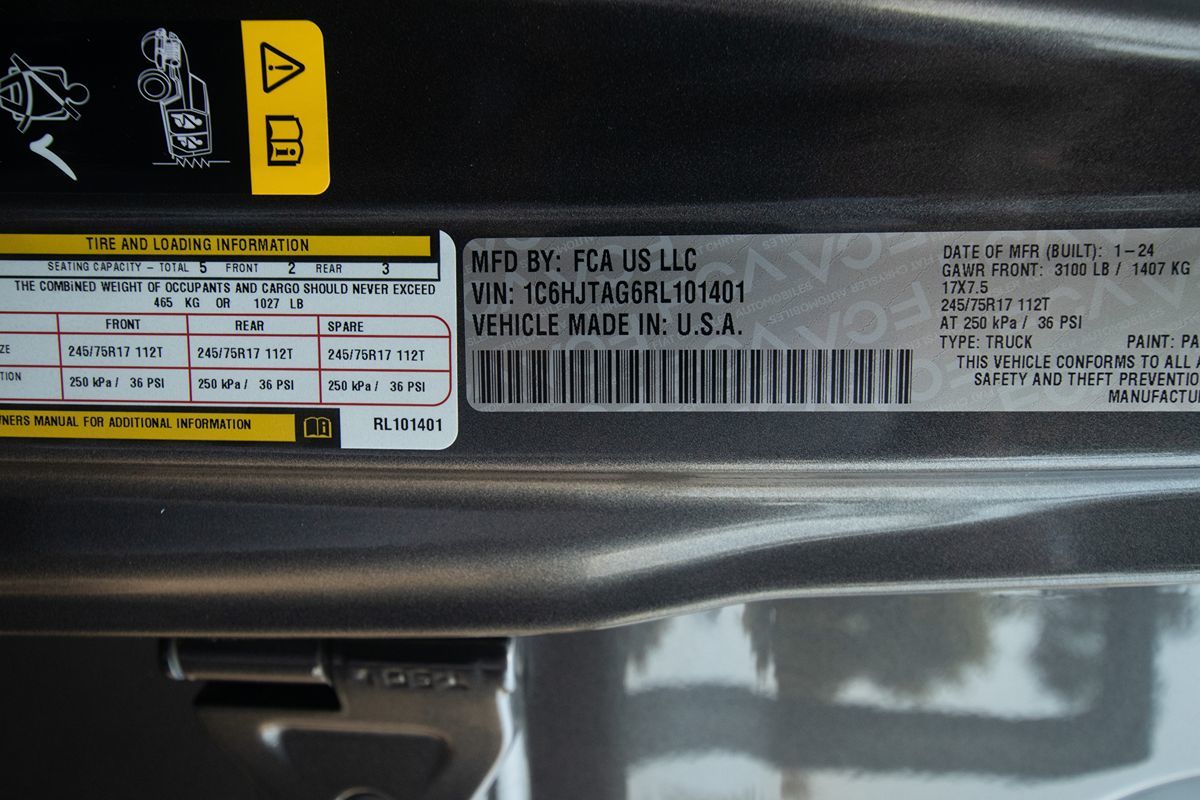 TIRE AND LOADING INFORMATION
SEATING CAPACITY – TOTAL 5 FRONT 2 REAR 3
THE COMBINED WEIGHT OF OCCUPANTS AND CARGO SHOULD NEVER EXCEED
465 KG OR 1027 LB
FRONT REAR SPARE
ZE 245/75R17 112T 245/75R17 112T 245/75R17 112T
TION 250 kPa / 36 PSI 250 kPa / 36 PSI 250 kPa / 36 PSI
WNERS MANUAL FOR ADDITIONAL INFORMATION
RL101401
MFD BY: FCA US LLC
VIN: 1C6HJTAG6RL101401
VEHICLE MADE IN: U.S.A.
DATE OF MFR (BUILT): 1–24
GAWR FRONT: 3100 LB / 1407 KG
17X7.5
245/75R17 112T
AT 250 kPa / 36 PSI
TYPE: TRUCK PAINT: PA
THIS VEHICLE CONFORMS TO ALL A
SAFETY AND THEFT PREVENTIO
MANUFACTU